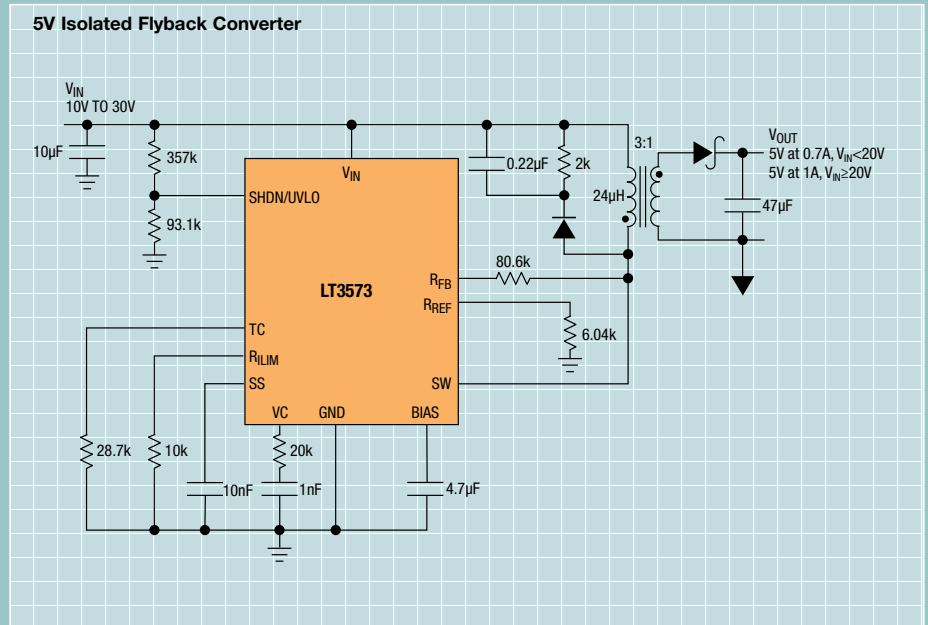 5V Isolated Flyback Converter
VIN
10V TO 30V
10µF
357k
93.1k
VIN
SHDN/UVLO
0.22µF
2k
3:1
24µH
VOUT
5V at 0.7A, VIN<20V
5V at 1A, VIN≥20V
47µF
LT3573
RFB
80.6k
RREF
6.04k
TC
RILIM
SS
SW
VC
GND
BIAS
28.7k
10k
10nF
20k
1nF
4.7µF